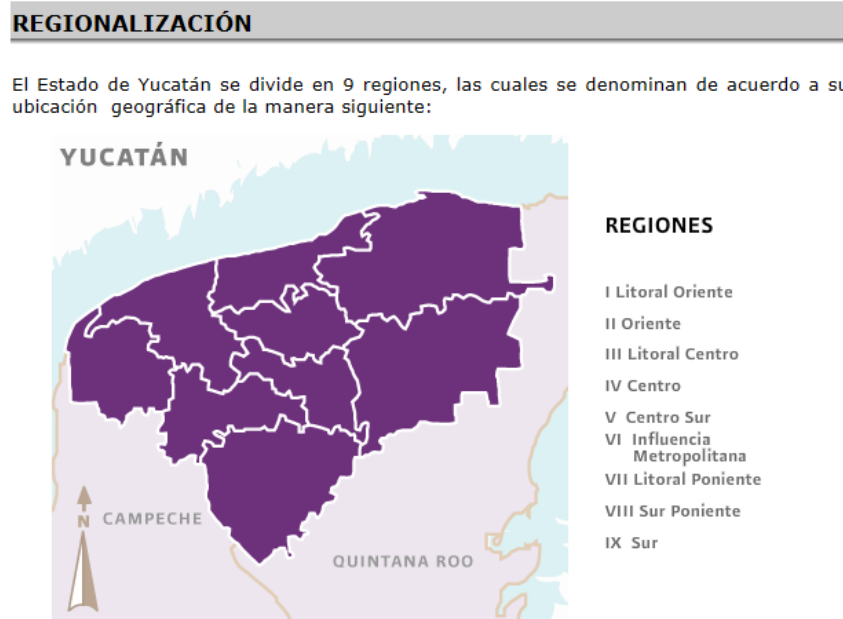 REGIONALIZACIÓN
El Estado de Yucatán se divide en 9 regiones, las cuales se denominan de acuerdo a su
ubicación geográfica de la manera siguiente:
YUCATÁN
REGIONES
I Litoral Oriente
II Oriente
III Litoral Centro
IV Centro
V Centro Sur
VI Influencia
Metropolitana
VII Litoral Poniente
VIII Sur Poniente
IX Sur
N
CAMPECHE
QUINTANA ROO